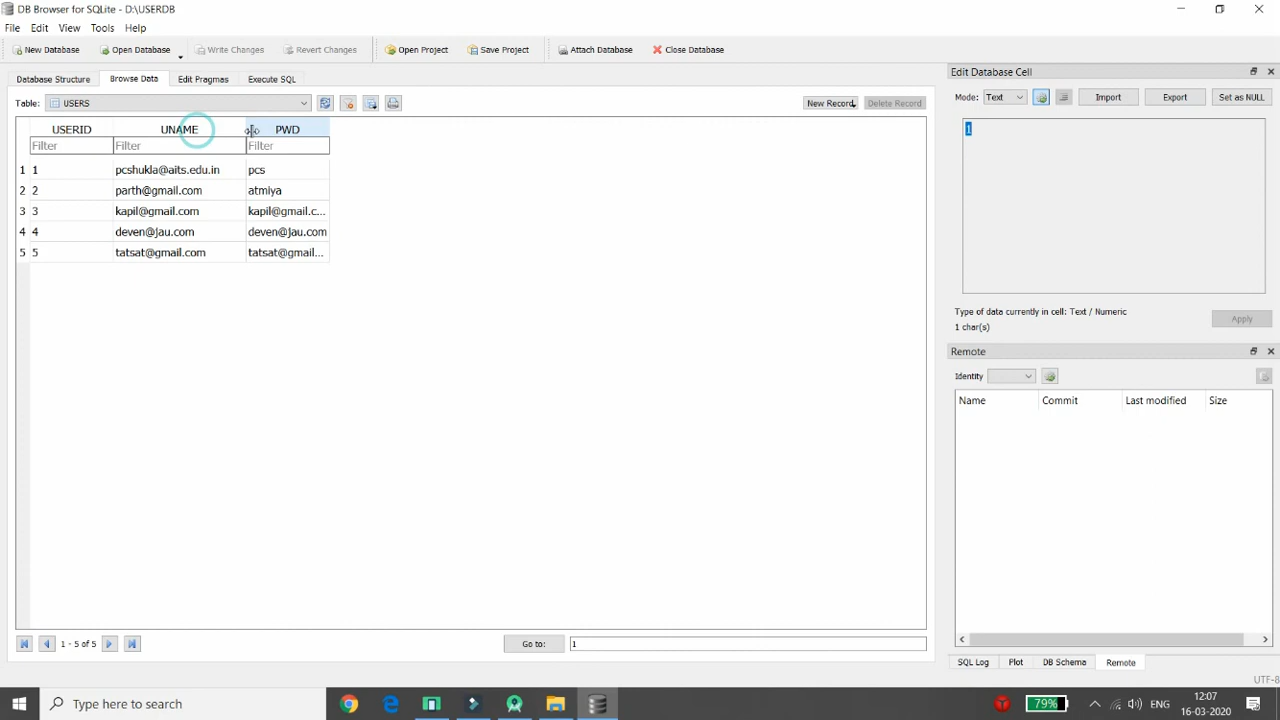 DB Browser for SQLite - D:\USERDB
File Edit View Tools Help
New Database Open Database Write Changes Revert Changes Open Project Save Project Attach Database Close Database
Database Structure Browse Data Edit Pragmas Execute SQL
Table: USERS New Record Delete Record
USERID UNAME PWD
Filter Filter Filter
1 1 pcshukla@aits.edu.in pcs
2 2 parth@gmail.com atmiya
3 3 kapil@gmail.com kapil@gmail.c...
4 4 deven@jau.com deven@jau.com
5 5 tatsat@gmail.com tatsat@gmail...
1 - 5 of 5 Go to: 1
Edit Database Cell
Mode: Text Import Export Set as NULL
1
Type of data currently in cell: Text / Numeric
1 char(s)
Apply
Remote
Identity
Name Commit Last modified Size
SQL Log Plot DB Schema Remote
UTF-8
Type here to search 79% ENG 12:07
16-03-2020